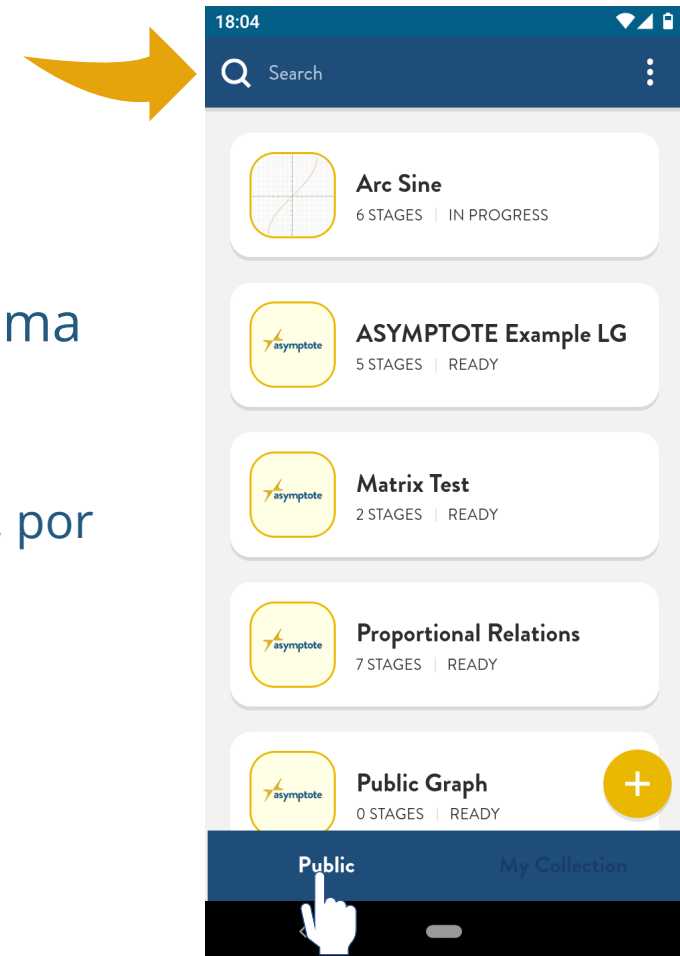 18:04
Search
Arc Sine
6 STAGES | IN PROGRESS
ma
asymptote
ASYMPTOTE Example LG
5 STAGES | READY
asymptote
Matrix Test
2 STAGES | READY
por
asymptote
Proportional Relations
7 STAGES | READY
asymptote
Public Graph
0 STAGES | READY
+
Public
My Collection